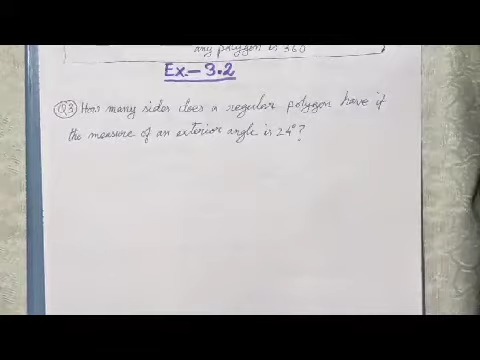 any polygon is 360
Ex.- 3.2
Q3 How many sides does a regular polygon have if
the measure of an exterior angle is 24°?